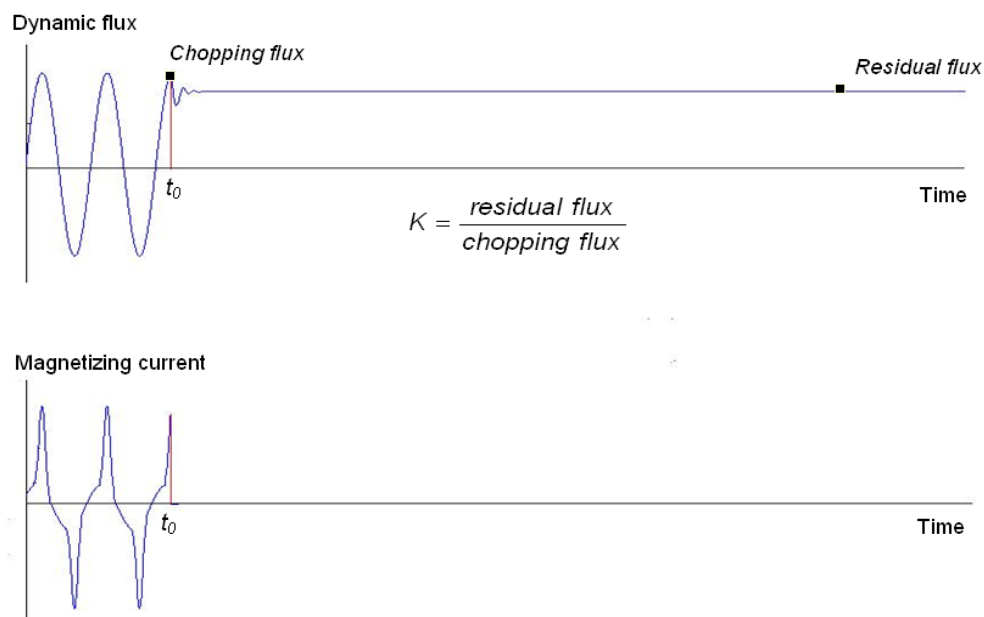 Dynamic flux
Chopping flux
Residual flux
t₀
Time
K = residual flux / chopping flux
Magnetizing current
t₀
Time